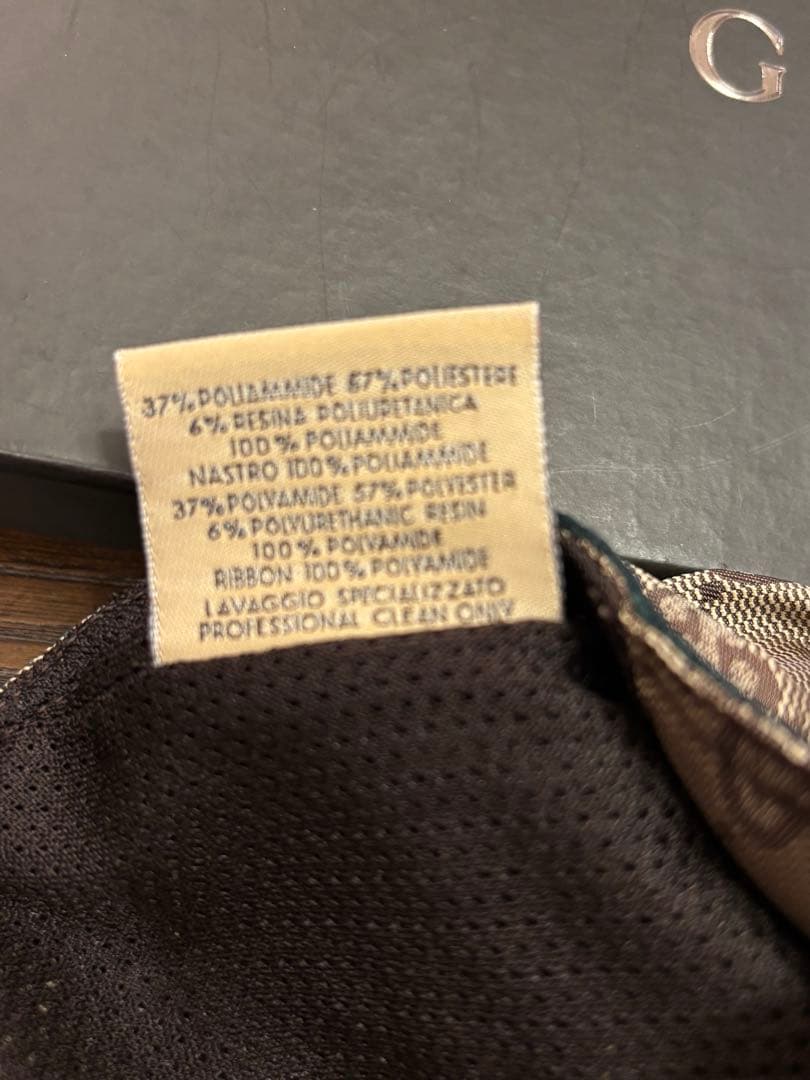 G
37% POLIAMMIDE 57% POLIESTERE
6% RESINA POLIURETANICA
100% POLIAMMIDE
NASTRO 100% POLIAMMIDE
37% POLYAMIDE 57% POLYESTER
6% POLYURETHANIC RESIN
100% POLYAMIDE
RIBBON 100% POLYAMIDE
LAVAGGIO SPECIALIZZATO
PROFESSIONAL CLEAN ONLY